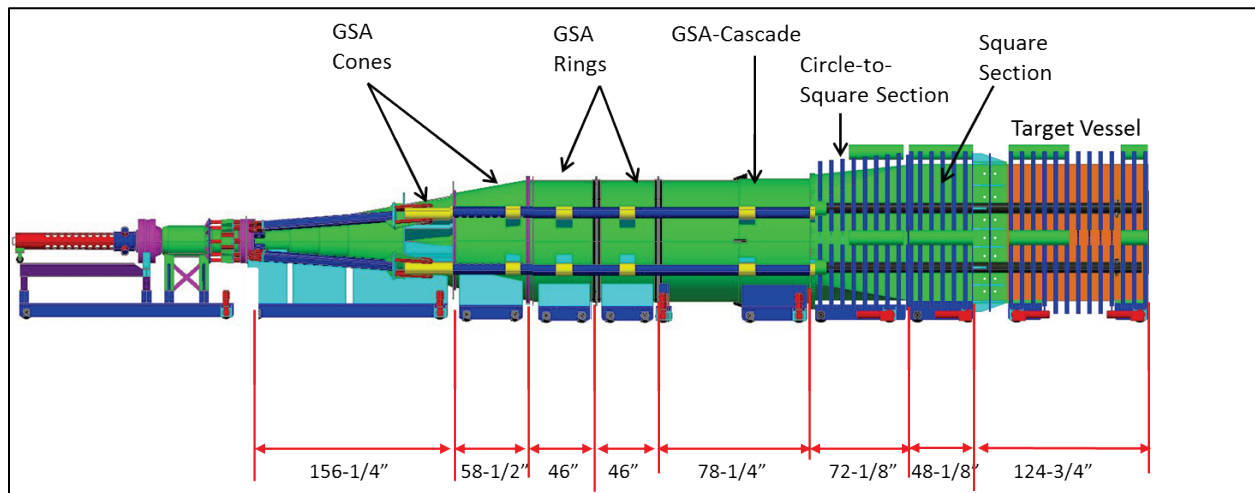 GSA
Cones
GSA
Rings
GSA-Cascade
Circle-to-
Square Section
Square
Section
Target Vessel
156-1/4”
58-1/2”
46”
46”
78-1/4”
72-1/8”
48-1/8”
124-3/4”